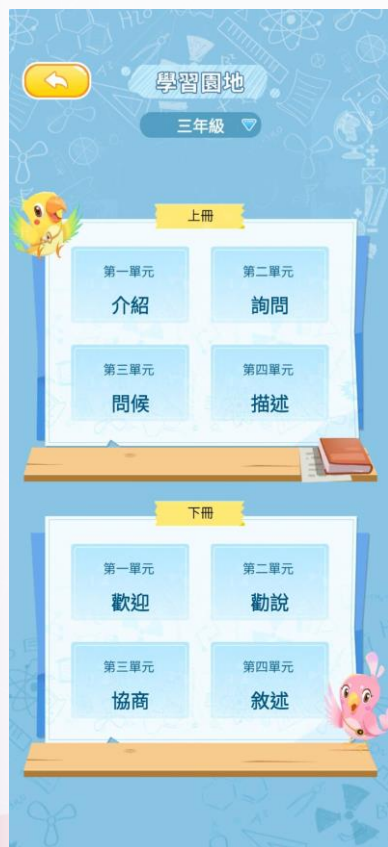 學習園地
三年級
上冊
第一單元
介紹
第二單元
詢問
第三單元
問候
第四單元
描述
下冊
第一單元
歡迎
第二單元
勸說
第三單元
協商
第四單元
敘述